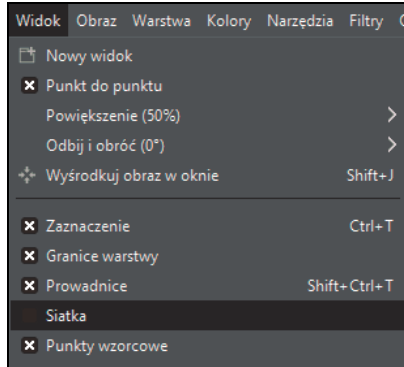 Widok Obraz Warstwa Kolory Narzędzia Filtry
Nowy widok
Punkt do punktu
Powiększenie (50%)
Odbij i obróć (0°)
Wyśrodkuj obraz w oknie Shift+J
Zaznaczenie Ctrl+T
Granice warstwy
Prowadnice Shift+Ctrl+T
Siatka
Punkty wzorcowe